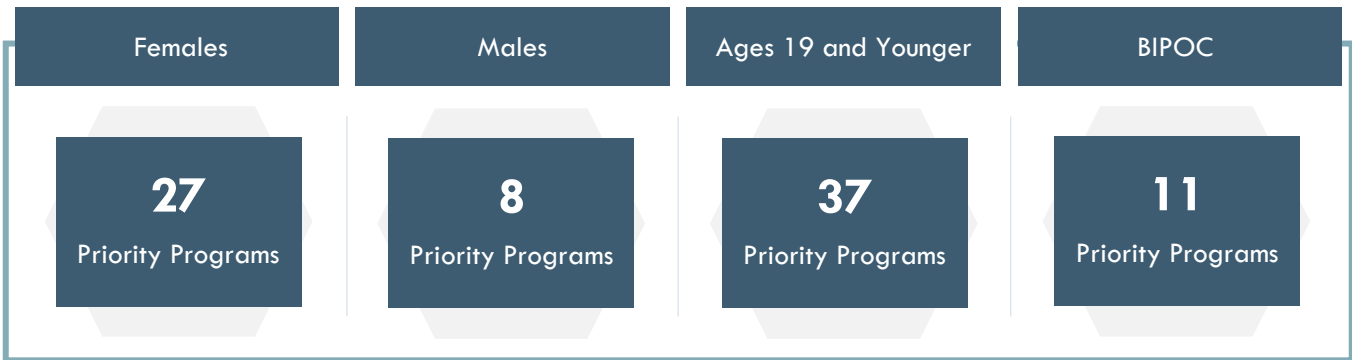 Females
27
Priority Programs
Males
8
Priority Programs
Ages 19 and Younger
37
Priority Programs
BIPOC
11
Priority Programs